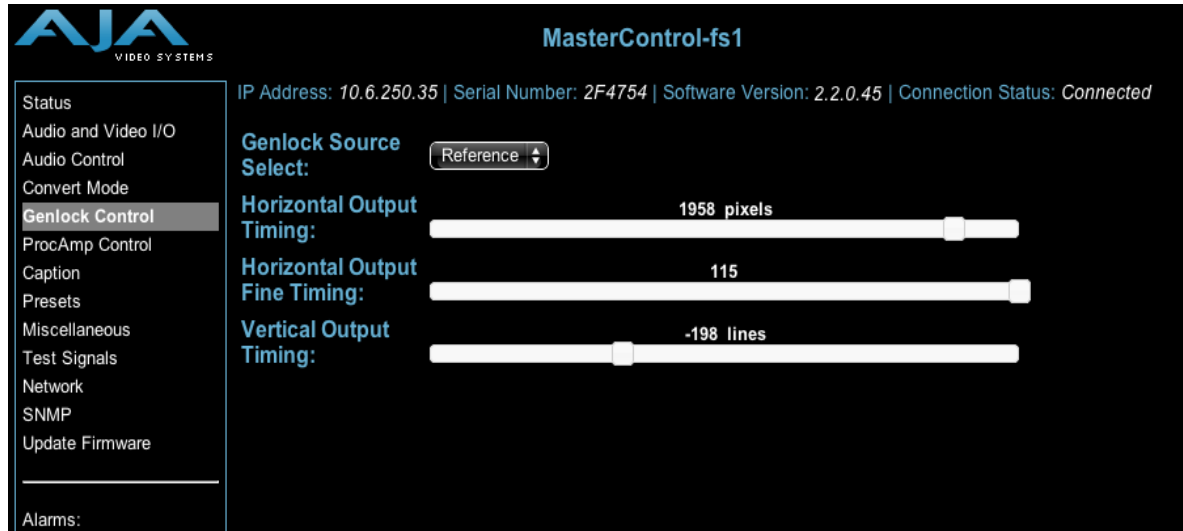 AJA
VIDEO SYSTEMS
MasterControl-fs1
IP Address: 10.6.250.35 | Serial Number: 2F4754 | Software Version: 2.2.0.45 | Connection Status: Connected
Status
Audio and Video I/O
Audio Control
Convert Mode
Genlock Control
ProcAmp Control
Caption
Presets
Miscellaneous
Test Signals
Network
SNMP
Update Firmware
Alarms:
Genlock Source
Select:
Reference
Horizontal Output
Timing:
1958 pixels
Horizontal Output
Fine Timing:
115
Vertical Output
Timing:
-198 lines